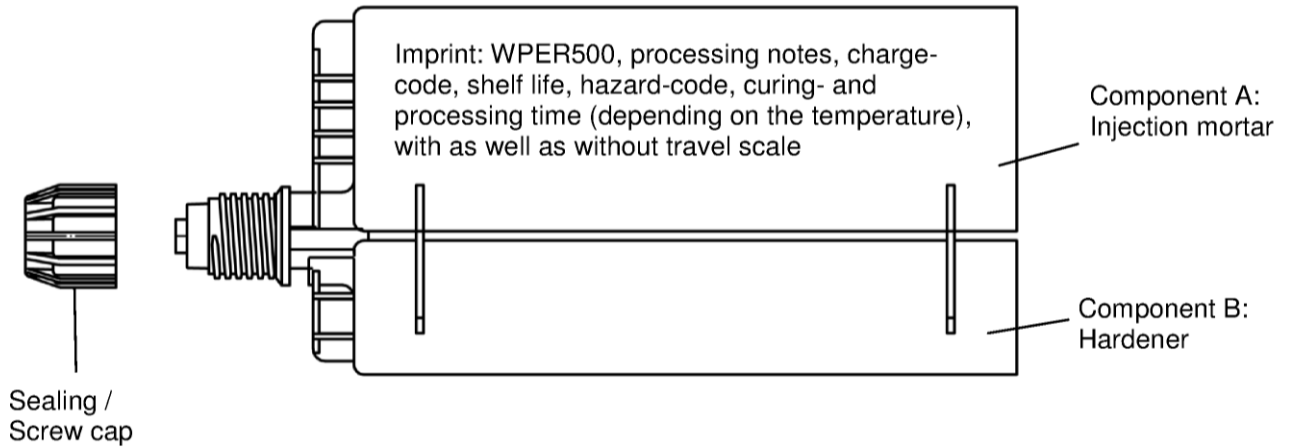 Imprint: WPER500, processing notes, charge-
code, shelf life, hazard-code, curing- and
processing time (depending on the temperature),
with as well as without travel scale
Component A:
Injection mortar
Component B:
Hardener
Sealing /
Screw cap